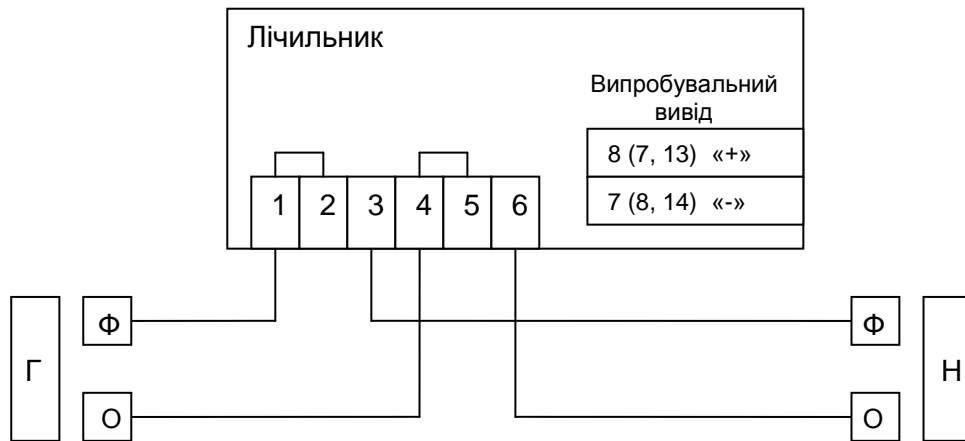 Лічильник
Випробувальний
вивід
8 (7, 13) «+»
7 (8, 14) «-»
1 2 3 4 5 6
Ф Ф
Г Н
О О